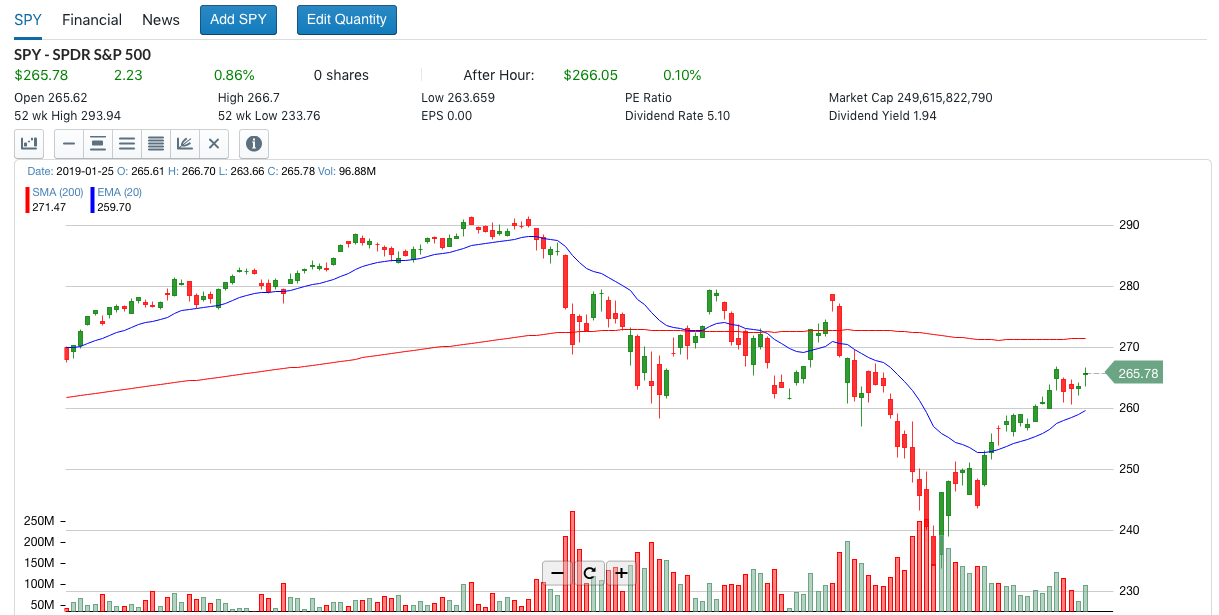 SPY Financial News Add SPY Edit Quantity
SPY - SPDR S&P 500
$265.78 2.23 0.86% 0 shares After Hour: $266.05 0.10%
Open 265.62 High 266.7 Low 263.659 PE Ratio Market Cap 249,615,822,790
52 wk High 293.94 52 wk Low 233.76 EPS 0.00 Dividend Rate 5.10 Dividend Yield 1.94
Date: 2019-01-25 O: 265.61 H: 266.70 L: 263.66 C: 265.78 Vol: 96.88M
SMA (200) EMA (20)
271.47 259.70
290
280
270
265.78
260
250
250M
240
200M
150M
100M
230
50M